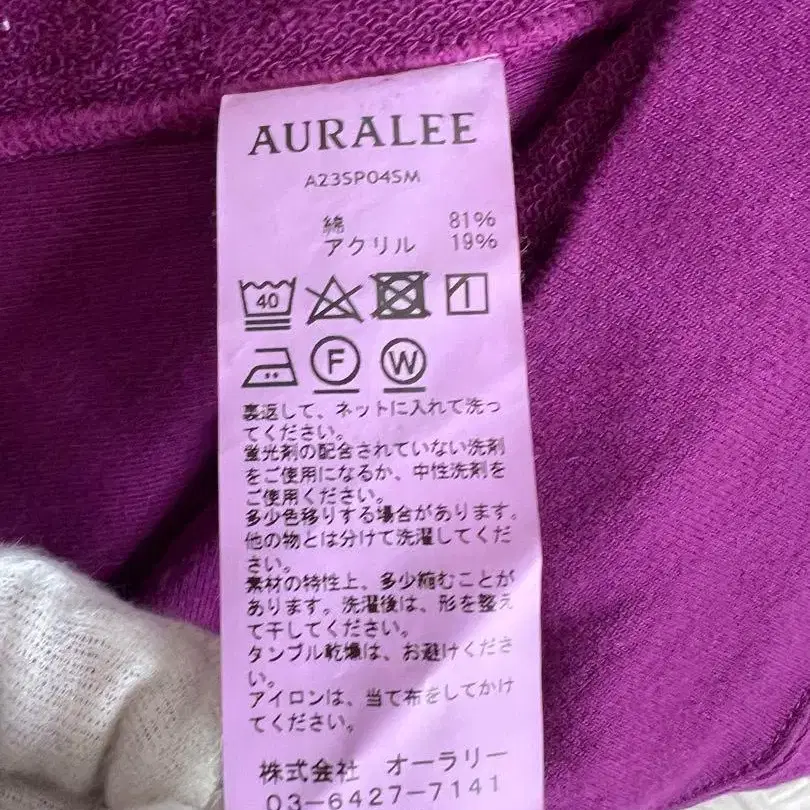 AURALEE
A23SP04SM
綿 81%
アクリル 19%
40
F W
裏返して、ネットに入れて洗っ
てください。
蛍光剤の配合されていない洗剤
をご使用になるか、中性洗剤を
ご使用ください。
多少色移りする場合があります。
他の物とは分けて洗濯してくだ
さい。
素材の特性上、多少縮むことが
あります。洗濯後は、形を整え
て干してください。
タンブル乾燥は、お避けくださ
い。
アイロンは、当て布をしてかけ
てください。
株式会社 オーラリー
03-6427-7141